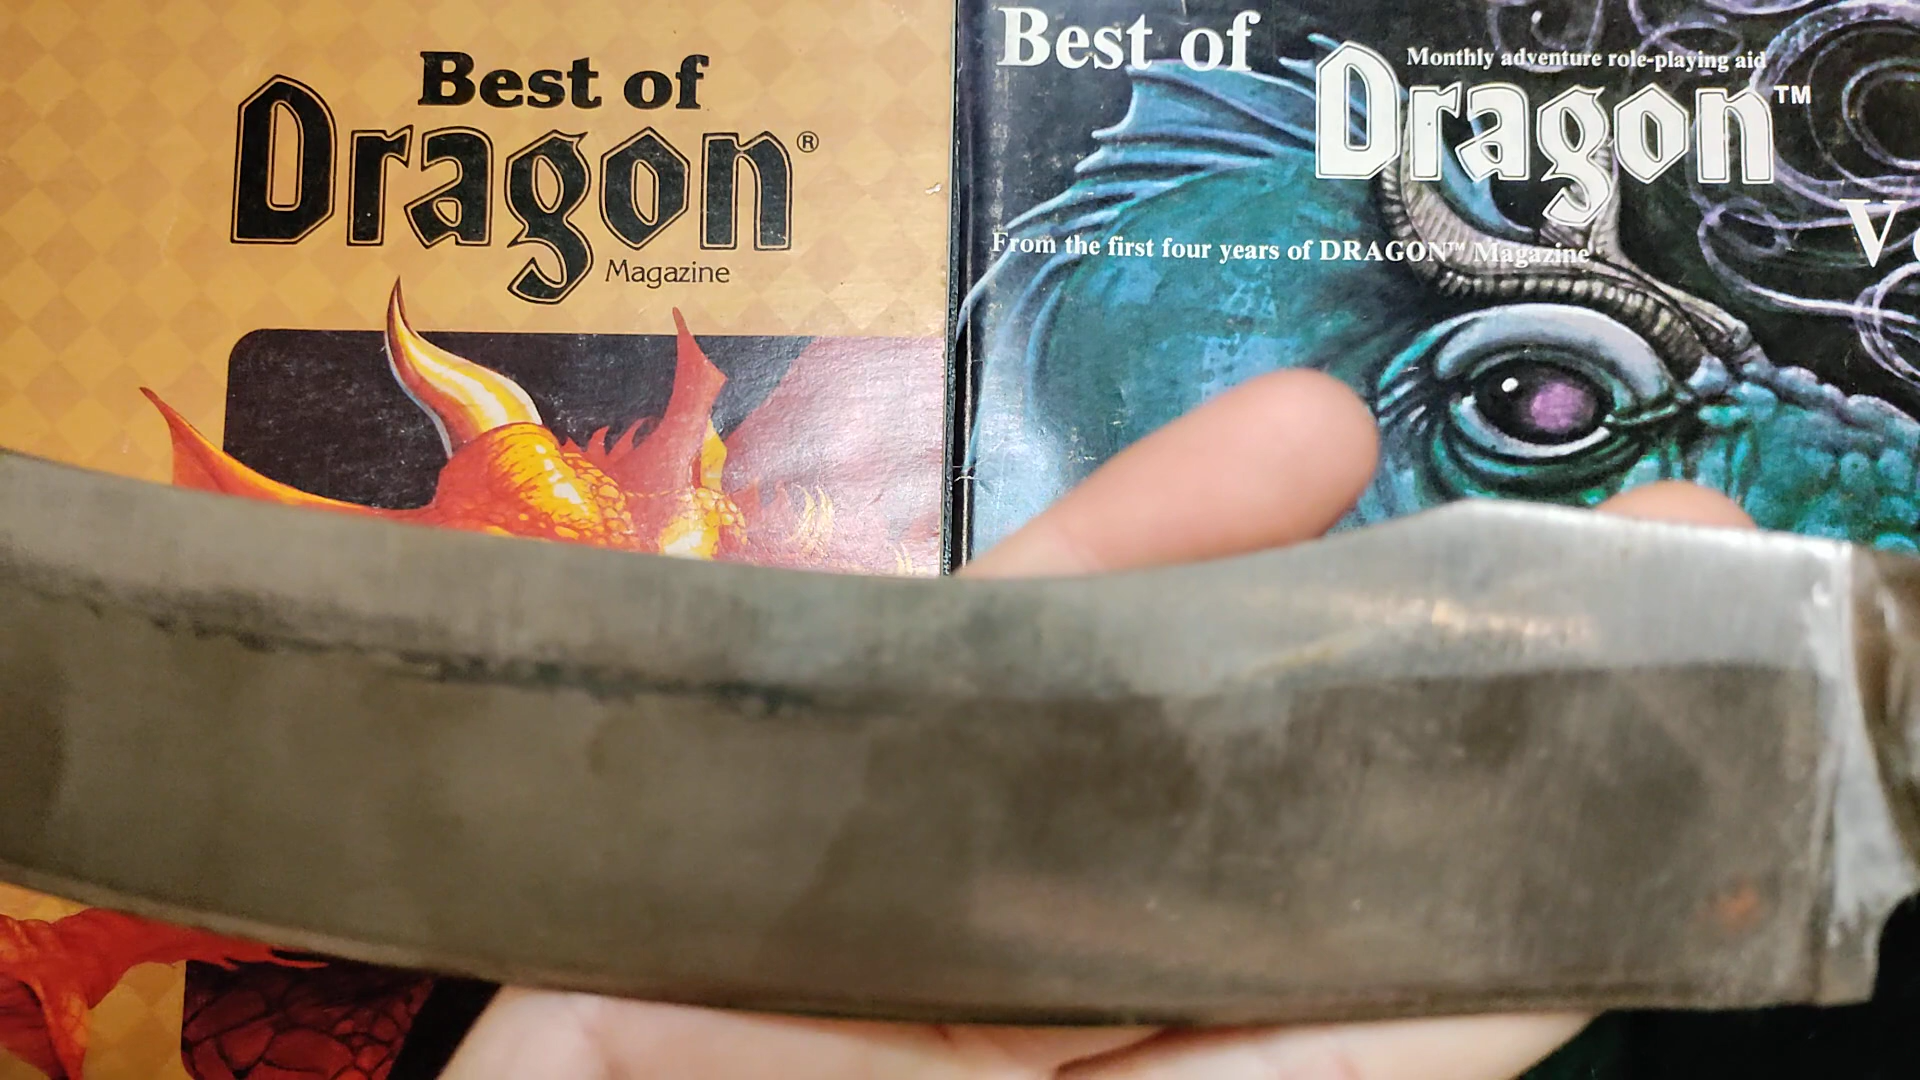 Best of
Dragon®
Magazine
Best of
Monthly adventure role-playing aid
Dragon™
From the first four years of DRAGON™ Magazine